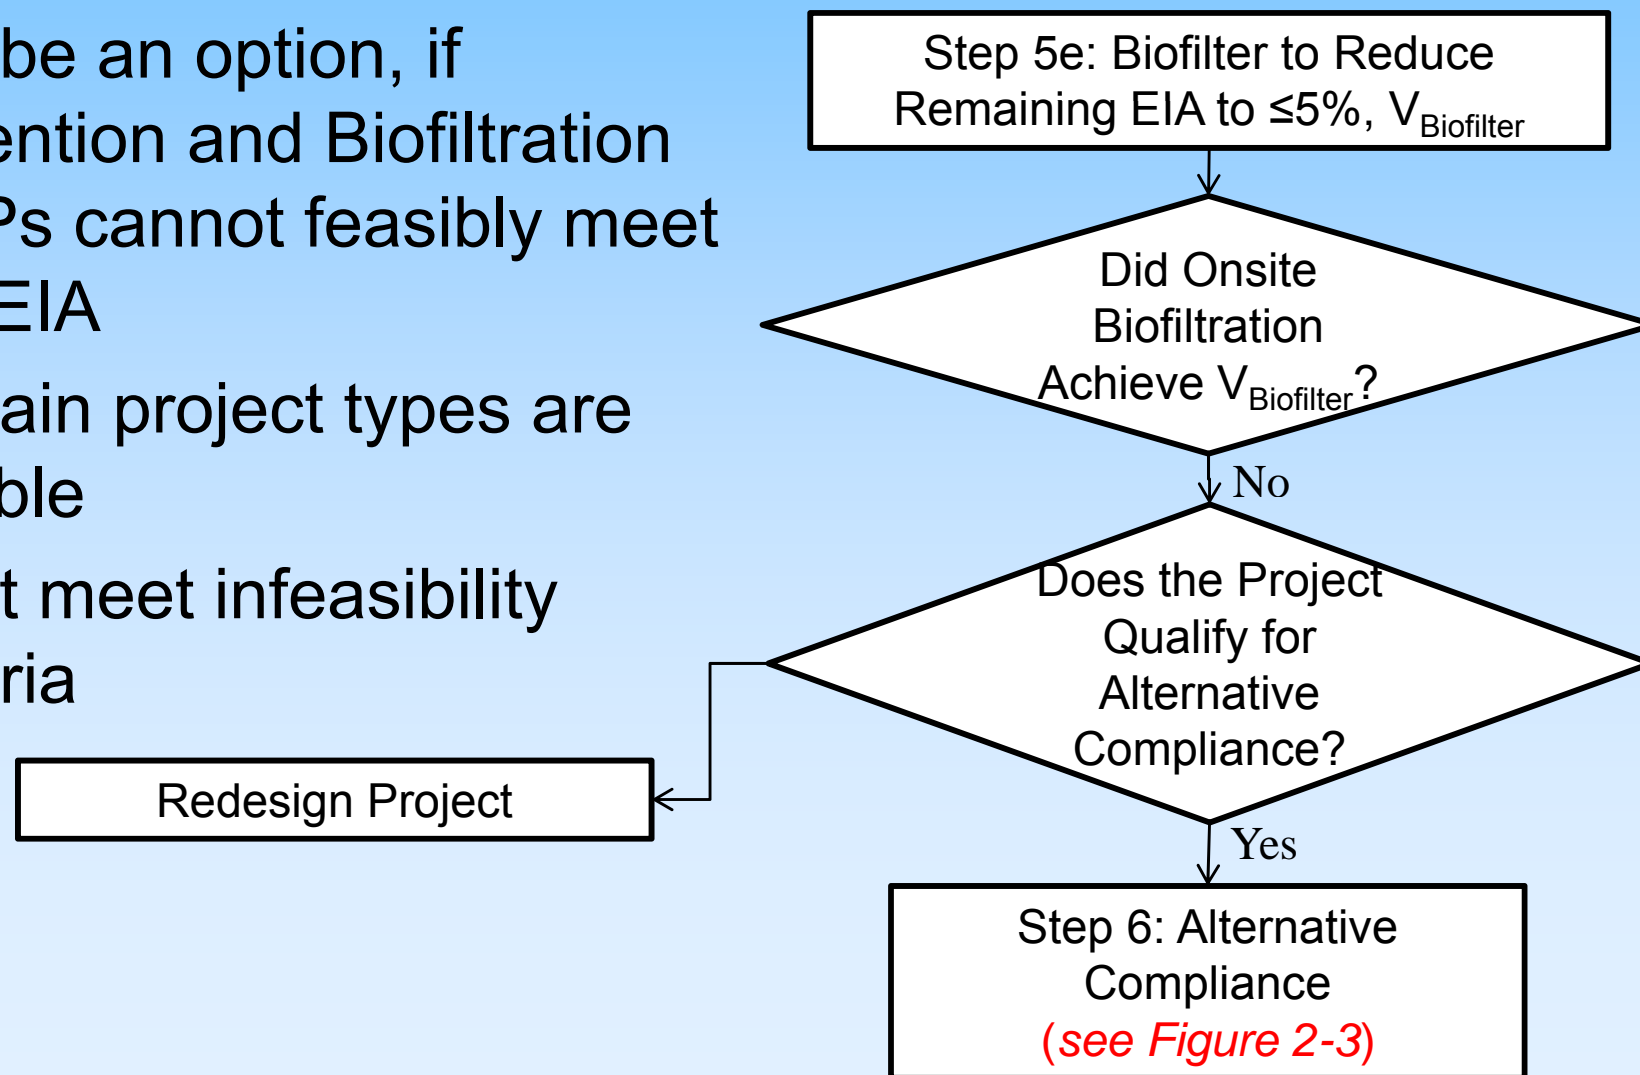 be an option, if
ention and Biofiltration
Ps cannot feasibly meet
EIA
ain project types are
ble
t meet infeasibility
ria
Step 5e: Biofilter to Reduce
Remaining EIA to ≤5%, VBiofilter
Did Onsite
Biofiltration
Achieve VBiofilter?
No
Does the Project
Qualify for
Alternative
Compliance?
Redesign Project
Yes
Step 6: Alternative
Compliance
(see Figure 2-3)